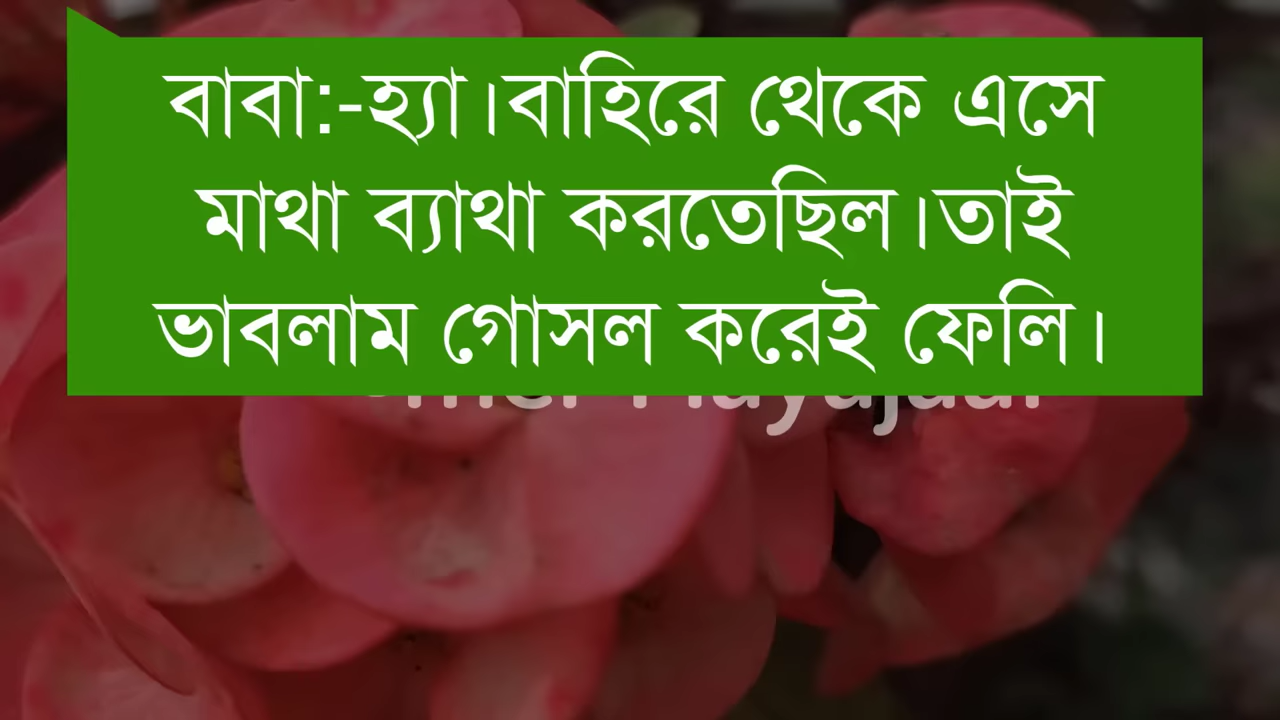 বাবা:-হ্যা।বাহিরে থেকে এসে
মাথা ব্যাথা করতেছিল।তাই
ভাবলাম গোসল করেই ফেলি।